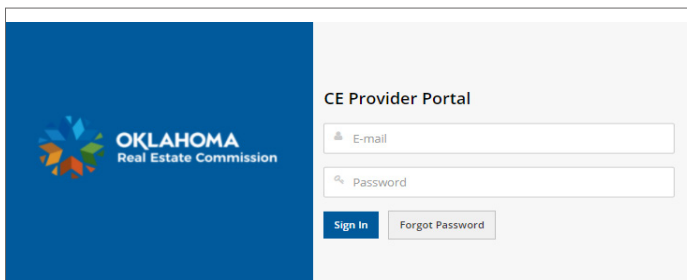 OKLAHOMA
Real Estate Commission
CE Provider Portal
E-mail
Password
Sign In
Forgot Password